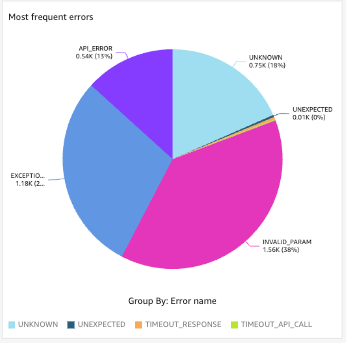 Most frequent errors
API_ERROR
0.54K (13%)
UNKNOWN
0.75K (18%)
UNEXPECTED
0.01K (0%)
EXCEPTIO...
1.18K (2...
INVALID_PARAM
1.56K (38%)
Group By: Error name
UNKNOWN UNEXPECTED TIMEOUT_RESPONSE TIMEOUT_API_CALL